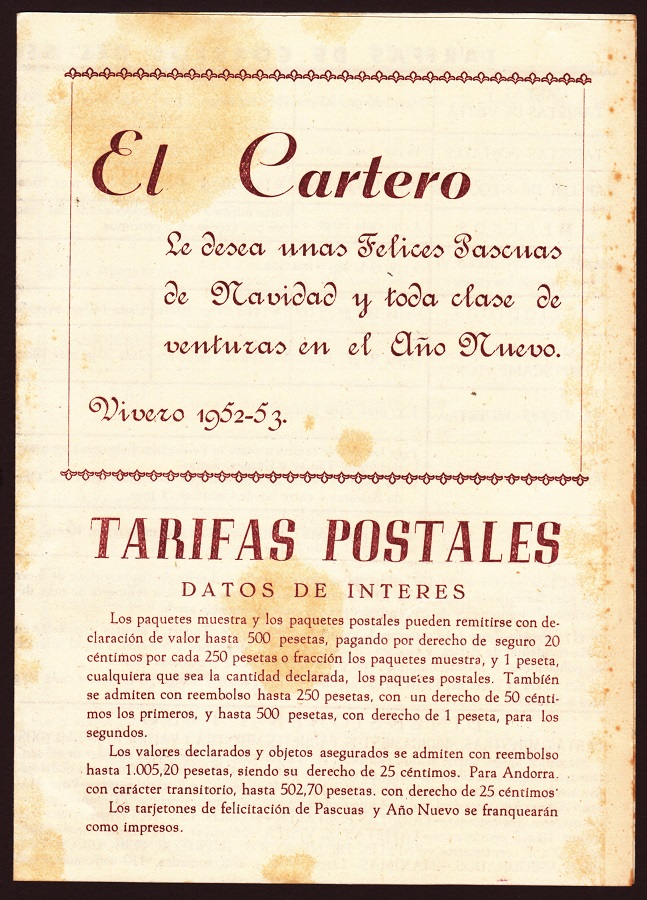 El Cartero
Le desea unas Felices Pascuas
de Navidad y toda clase de
venturas en el Año Nuevo.
Vivero 1952-53.
TARIFAS POSTALES
DATOS DE INTERES
Los paquetes muestra y los paquetes postales pueden remitirse con de-
claración de valor hasta 500 pesetas, pagando por derecho de seguro 20
céntimos por cada 250 pesetas o fracción los paquetes muestra, y 1 peseta,
cualquiera que sea la cantidad declarada, los paquetes postales. También
se admiten con reembolso hasta 250 pesetas, con un derecho de 50 cénti-
mos los primeros, y hasta 500 pesetas, con derecho de 1 peseta, para los
segundos.
Los valores declarados y objetos asegurados se admiten con reembolso
hasta 1.005,20 pesetas, siendo su derecho de 25 céntimos. Para Andorra.
con carácter transitorio, hasta 502,70 pesetas. con derecho de 25 céntimos·
Los tarjetones de felicitación de Pascuas y Año Nuevo se franquearán
como impresos.